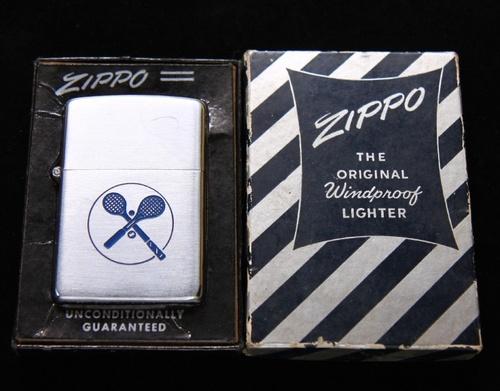 ZIPPO
UNCONDITIONALLY
GUARANTEED
ZIPPO
THE
ORIGINAL
Windproof
LIGHTER